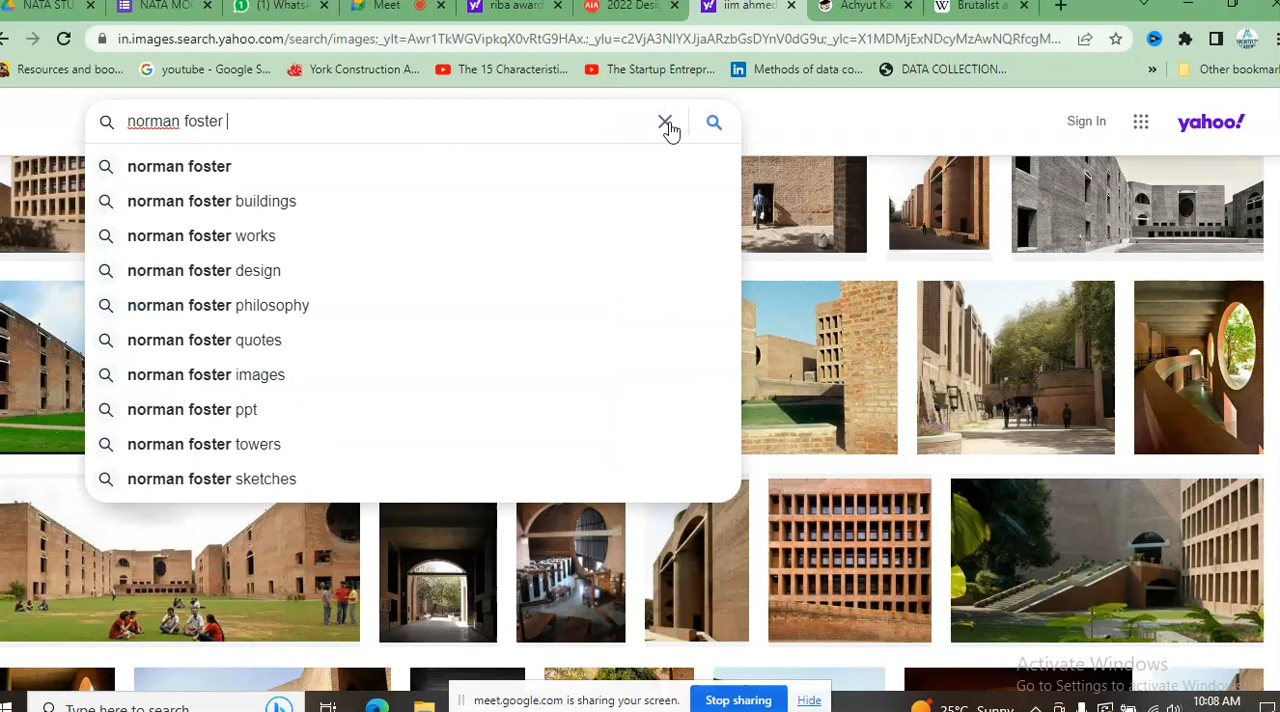 NATA STU
NATA MO
(1) WhatsA
Meet
riba award
2022 Desig
iim ahmed
Achyut Ka
Brutalist a
in.images.search.yahoo.com/search/images;_ylt=Awr1TkWGVipkqX0vRtG9HAx.;_ylu=c2VjA3NlYXJjaARzbGsDYnV0dG9u;_ylc=X1MDMjExNDcyMzAwNQRfcgM...
Resources and boo...
youtube - Google S...
York Construction A...
The 15 Characteristi...
The Startup Entrepr...
Methods of data co...
DATA COLLECTION...
»
Other bookmar
norman foster
Sign In
yahoo!
norman foster
norman foster buildings
norman foster works
norman foster design
norman foster philosophy
norman foster quotes
norman foster images
norman foster ppt
norman foster towers
norman foster sketches
Activate Windows
Go to Settings to activate Windows
meet.google.com is sharing your screen.
Stop sharing
Hide
Type here to search
25°C Sunny
10:08 AM